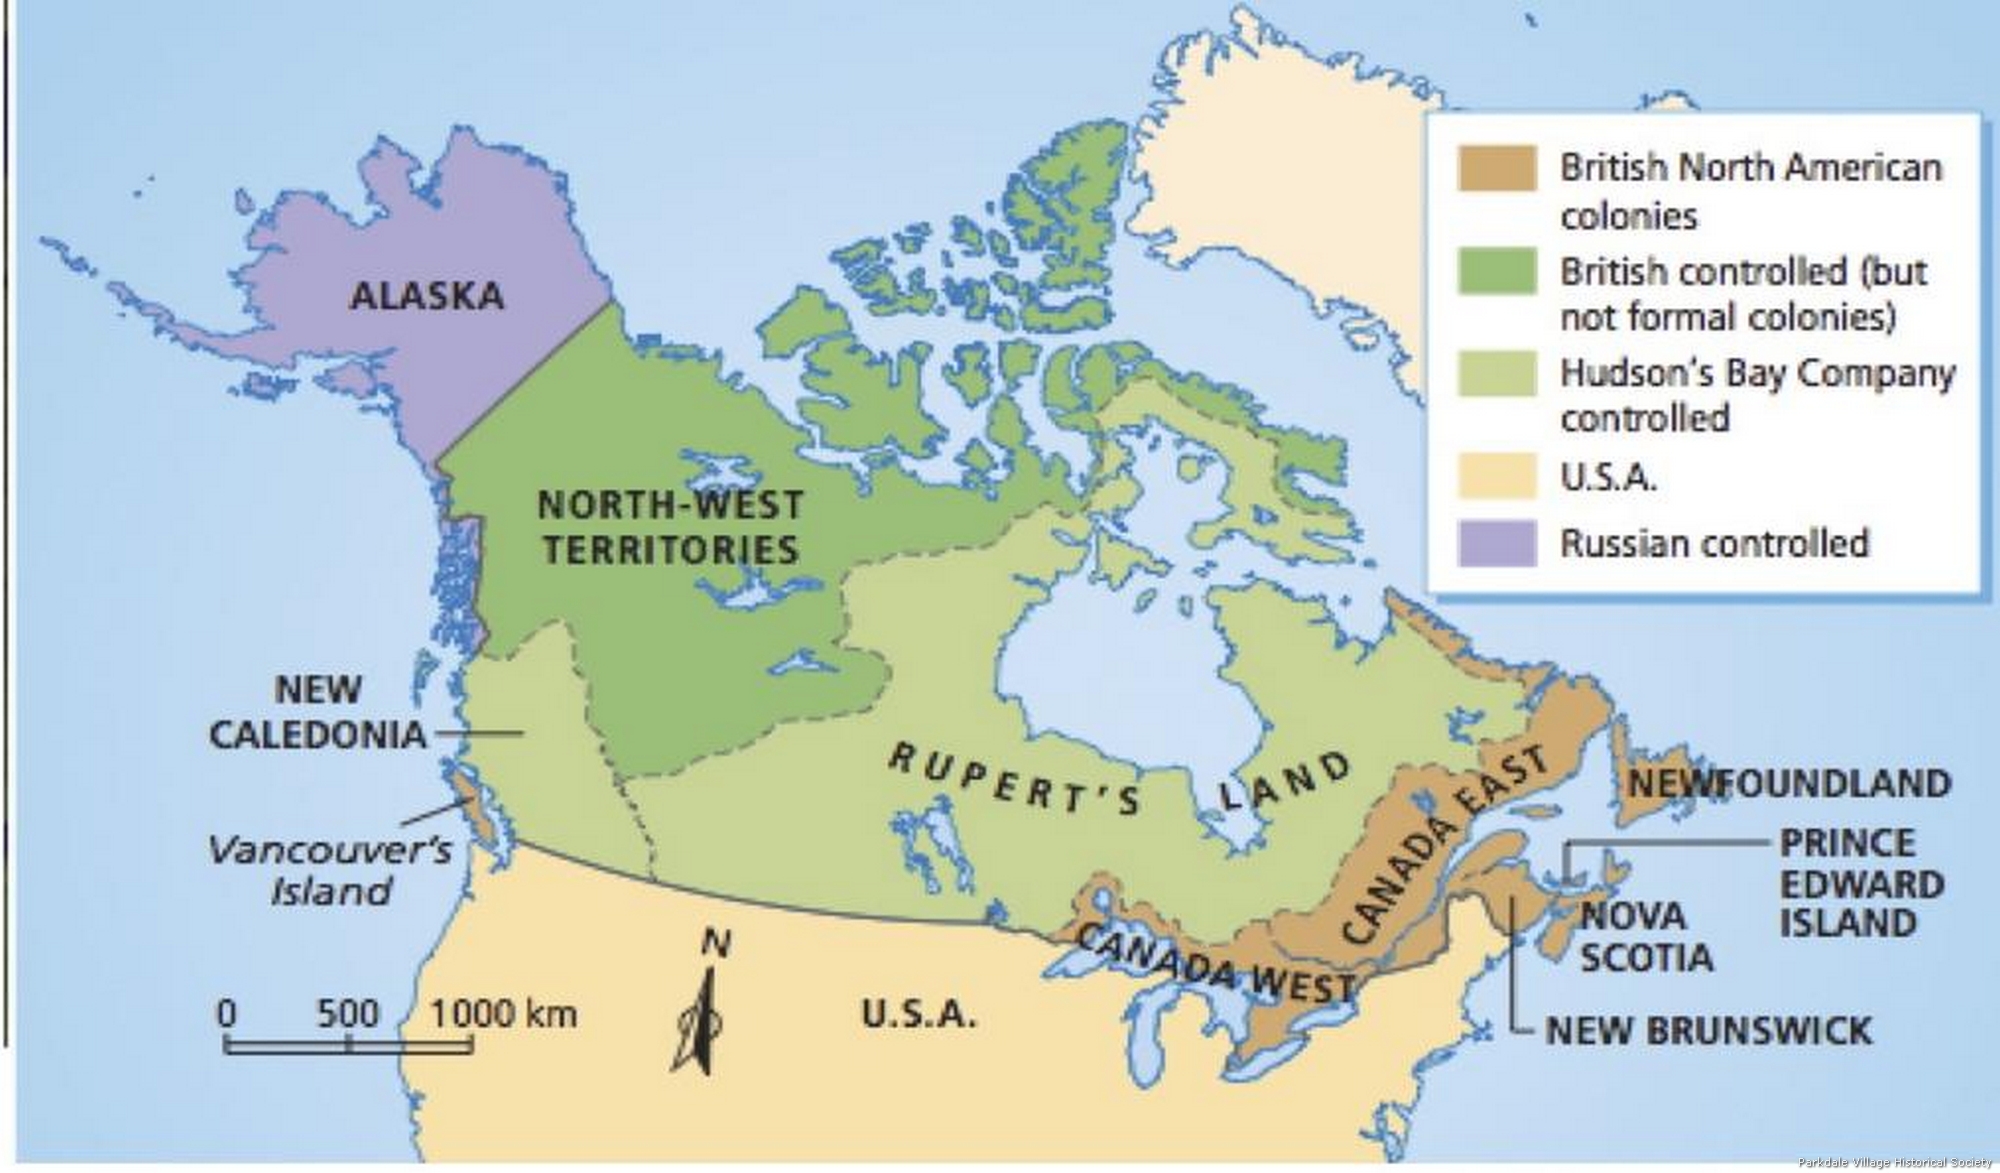 British North American
colonies
British controlled (but
not formal colonies)
Hudson's Bay Company
controlled
U.S.A.
Russian controlled
ALASKA
NORTH-WEST
TERRITORIES
NEW
CALEDONIA
RUPERT'S LAND
Vancouver's
Island
CANADA EAST
CANADA WEST
NEWFOUNDLAND
PRINCE
EDWARD
ISLAND
NOVA
SCOTIA
NEW BRUNSWICK
U.S.A.
N
0 500 1000 km
Parkdale Village Historical Society